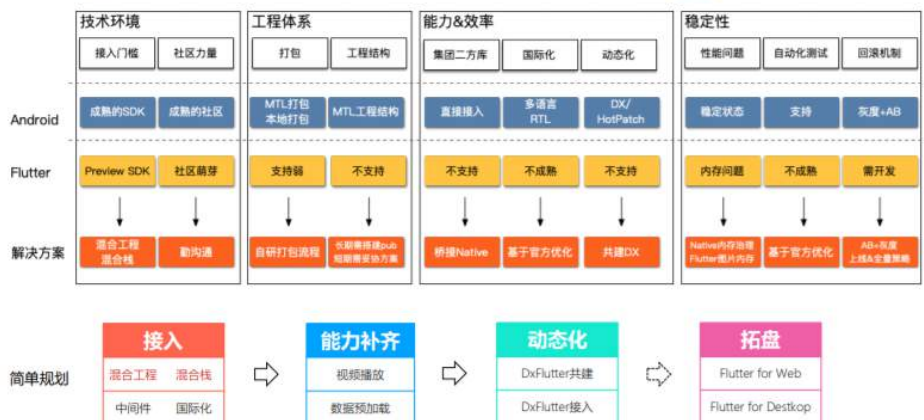 技术环境
工程体系
能力&效率
稳定性
接入门槛
社区力量
打包
工程结构
集团二方库
国际化
动态化
性能问题
自动化测试
回滚机制
Android
成熟的SDK
成熟的社区
MTL打包
本地打包
MTL工程结构
直接接入
多语言
RTL
DX/
HotPatch
稳定状态
支持
灰度+AB
Flutter
Preview SDK
社区萌芽
支持弱
不支持
不支持
不成熟
不支持
内存问题
不成熟
需开发
解决方案
混合工程
混合栈
勤沟通
自研打包流程
长期需搭建pub
短期需妥协方案
桥接Native
基于官方优化
共建DX
Native内存治理
Flutter图片内存
基于官方优化
AB+灰度
上线&全量策略
简单规划
接入
混合工程
混合栈
中间件
国际化
能力补齐
视频播放
数据预加载
动态化
DxFlutter共建
DxFlutter接入
拓盘
Flutter for Web
Flutter for Destkop